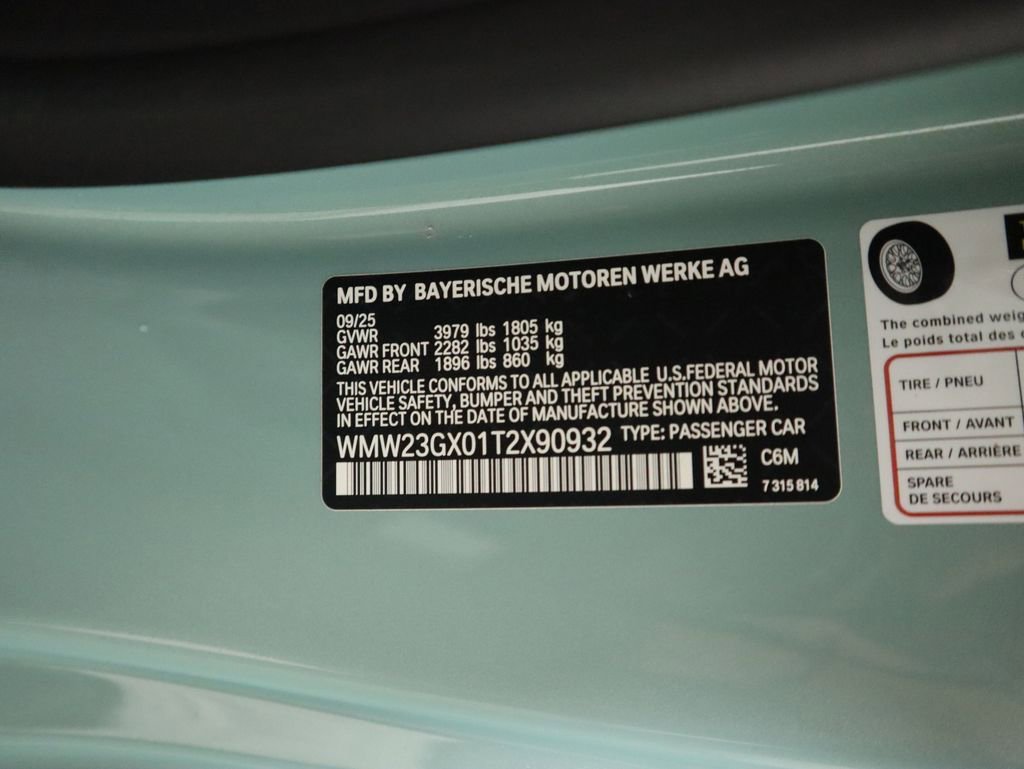 MFD BY BAYERISCHE MOTOREN WERKE AG
09/25
GVWR 3979 lbs 1805 kg
GAWR FRONT 2282 lbs 1035 kg
GAWR REAR 1896 lbs 860 kg
THIS VEHICLE CONFORMS TO ALL APPLICABLE U.S.FEDERAL MOTOR
VEHICLE SAFETY, BUMPER AND THEFT PREVENTION STANDARDS
IN EFFECT ON THE DATE OF MANUFACTURE SHOWN ABOVE.
WMW23GX01T2X90932 TYPE: PASSENGER CAR
C6M
7 315 814
The combined weig
Le poids total des
TIRE / PNEU
FRONT / AVANT
REAR / ARRIÈRE
SPARE
DE SECOURS